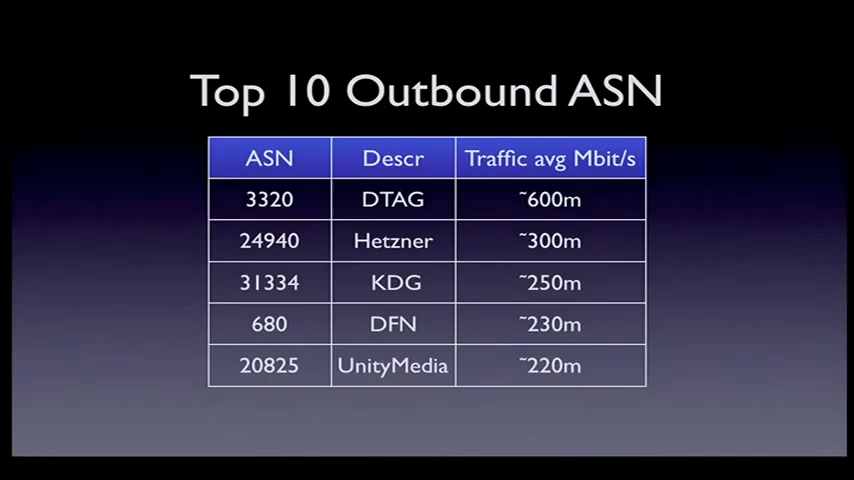 Top 10 Outbound ASN
ASN Descr Traffic avg Mbit/s
3320 DTAG ~600m
24940 Hetzner ~300m
31334 KDG ~250m
680 DFN ~230m
20825 UnityMedia ~220m